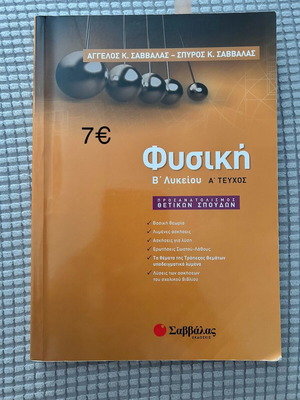 ΑΓΓΕΛΟΣ Κ. ΣΑΒΒΑΛΑΣ – ΣΠΥΡΟΣ Κ. ΣΑΒΒΑΛΑΣ
7€
Φυσική
Β΄ Λυκείου Α΄ ΤΕΥΧΟΣ
ΠΡΟΣΑΝΑΤΟΛΙΣΜΟΣ
ΘΕΤΙΚΩΝ ΣΠΟΥΔΩΝ
Βασική θεωρία
Λυμένες ασκήσεις
Ασκήσεις για λύση
Ερωτήσεις Σωστού-Λάθους
Τα θέματα της Τράπεζας Θεμάτων
υποδειγματικά λυμένα
Λύσεις των ασκήσεων
του σχολικού βιβλίου
Σαββάλας
ΕΚΔΟΣΕΙΣ